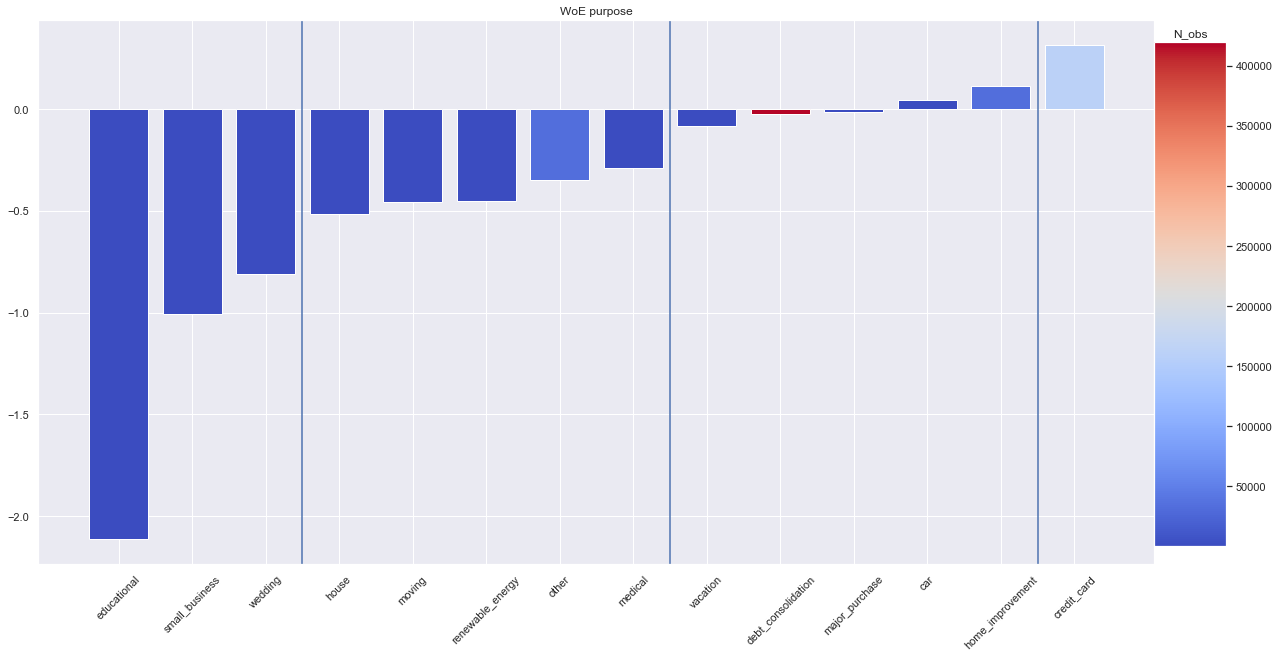 WoE purpose
N_obs
0.0
−0.5
−1.0
−1.5
−2.0
400000
350000
300000
250000
200000
150000
100000
50000
educational
small_business
wedding
house
moving
renewable_energy
other
medical
vacation
debt_consolidation
major_purchase
car
home_improvement
credit_card